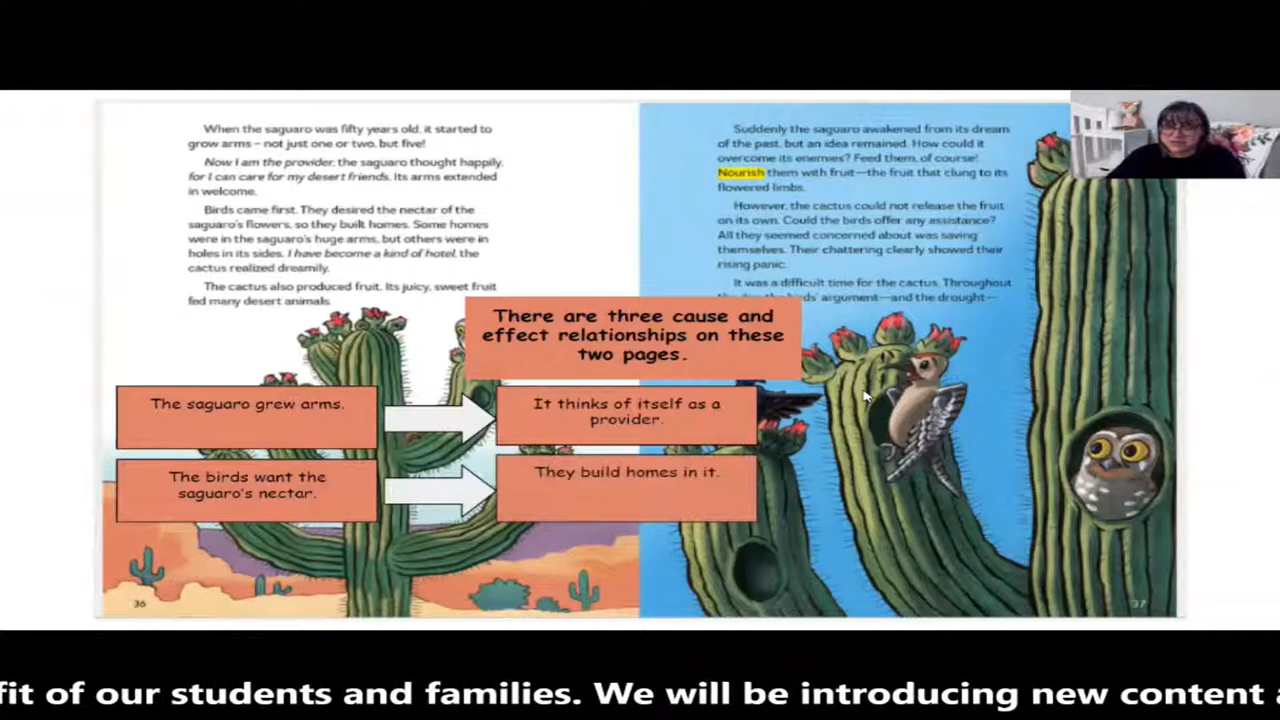 When the saguaro was fifty years old, it started to
grow arms – not just one or two, but five!
Now I am the provider, the saguaro thought happily,
for I can care for my desert friends. Its arms extended
in welcome.
Birds came first. They desired the nectar of the
saguaro's flowers, so they built homes. Some homes
were in the saguaro's huge arms, but others were in
holes in its sides. I have become a kind of hotel, the
cactus realized dreamily.
The cactus also produced fruit. Its juicy, sweet fruit
fed many desert animals.
36
Suddenly the saguaro awakened from its dream
of the past, but an idea remained. How could it
overcome its enemies? Feed them, of course!
Nourish them with fruit—the fruit that clung to its
flowered limbs.
However, the cactus could not release the fruit
on its own. Could the birds offer any assistance?
All they seemed concerned about was saving
themselves. Their chattering clearly showed their
rising panic.
It was a difficult time for the cactus. Throughout
argument—and the drought—
37
There are three cause and
effect relationships on these
two pages.
The saguaro grew arms.
It thinks of itself as a
provider.
The birds want the
saguaro's nectar.
They build homes in it.
fit of our students and families. We will be introducing new content